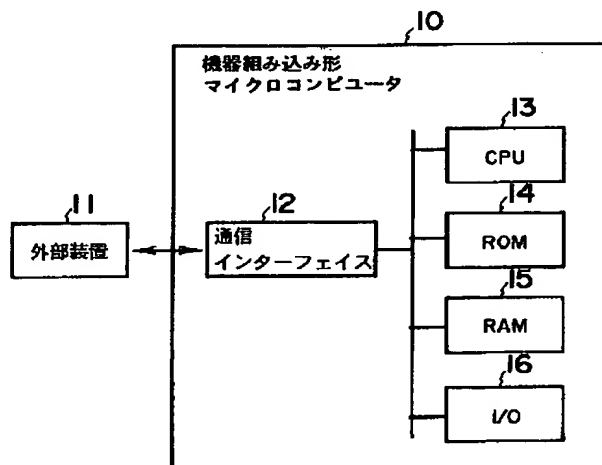 10
機器組み込み形
マイクロコンピュータ
13
CPU
11
外部装置
12
通信
インターフェイス
14
ROM
15
RAM
16
I/O